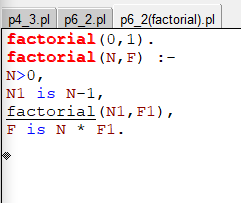 p4_3.pl p6_2.pl p6_2(factorial).pl
factorial(0,1).
factorial(N,F) :-
N>0,
N1 is N-1,
factorial(N1,F1),
F is N * F1.